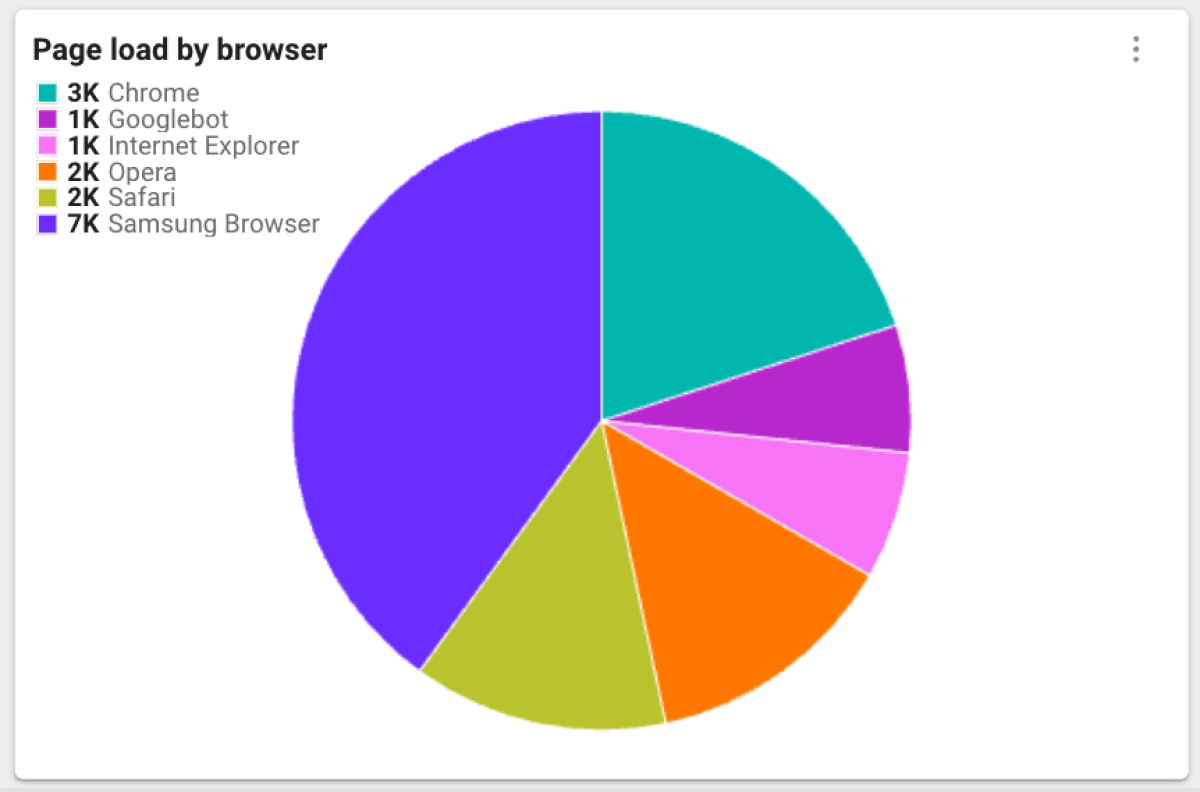 Page load by browser
3K Chrome
1K Googlebot
1K Internet Explorer
2K Opera
2K Safari
7K Samsung Browser